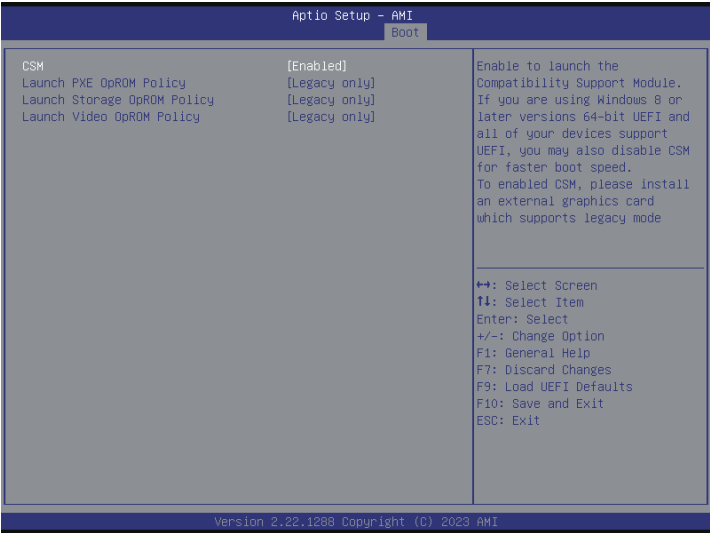 Aptio Setup – AMI
Boot
CSM [Enabled]
Launch PXE OpROM Policy [Legacy only]
Launch Storage OpROM Policy [Legacy only]
Launch Video OpROM Policy [Legacy only]
Enable to launch the
Compatibility Support Module.
If you are using Windows 8 or
later versions 64-bit UEFI and
all of your devices support
UEFI, you may also disable CSM
for faster boot speed.
To enabled CSM, please install
an external graphics card
which supports legacy mode
↔: Select Screen
↑↓: Select Item
Enter: Select
+/-: Change Option
F1: General Help
F7: Discard Changes
F9: Load UEFI Defaults
F10: Save and Exit
ESC: Exit
Version 2.22.1288 Copyright (C) 2023 AMI